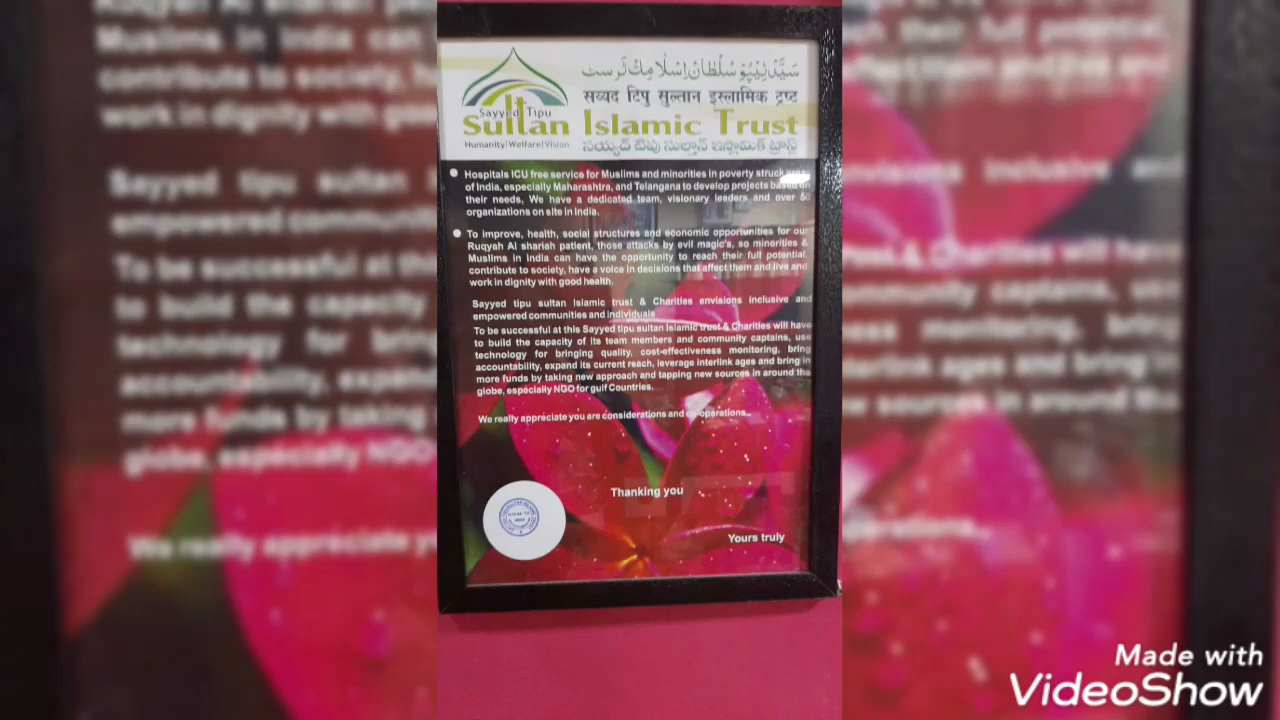 سَيَّد ٹِيْپُوْ سُلْطَان اِسْلَامِكْ ٹَرسٹ
सय्यद टिपु सुल्तान इस्लामिक ट्रष्ट
Sayyed Tipu
Sultan Islamic Trust
Humanity|Welfare|Vision
సయ్యద్ టిపు సుల్తాన్ ఇస్లామిక్ ట్రాస్ట్
Hospitals ICU free service for Muslims and minorities in poverty struck areas
of India, especially Maharashtra, and Telangana to develop projects based on
their needs, We have a dedicated team, visionary leaders and over 50
organizations on site in India.
To improve, health, social structures and economic opportunities for our
Ruqyah Al shariah patient, those attacks by evil magic's, so minorities &
Muslims in India can have the opportunity to reach their full potential,
contribute to society, have a voice in decisions that affect them and live and
work in dignity with good health.
Sayyed tipu sultan Islamic trust & Charities envisions inclusive and
empowered communities and individuals
To be successful at this Sayyed tipu sultan Islamic trust & Charities will have
to build the capacity of its team members and community captains, use
technology for bringing quality, cost-effectiveness monitoring, bring
accountability, expand its current reach, leverage interlink ages and bring in
more funds by taking new approach and tapping new sources in around the
globe, especially NGO for gulf Countries.
We really appreciate you are considerations and co-operations..
Thanking you
Yours truly
Made with
VideoShow